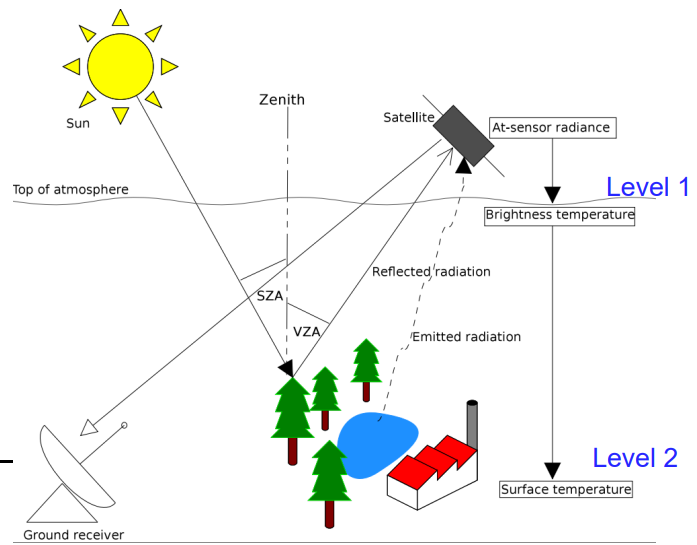 Zenith
Satellite
Sun
At-sensor radiance
Level 1
Top of atmosphere
Brightness temperature
Reflected radiation
SZA
VZA
Emitted radiation
Level 2
Surface temperature
Ground receiver